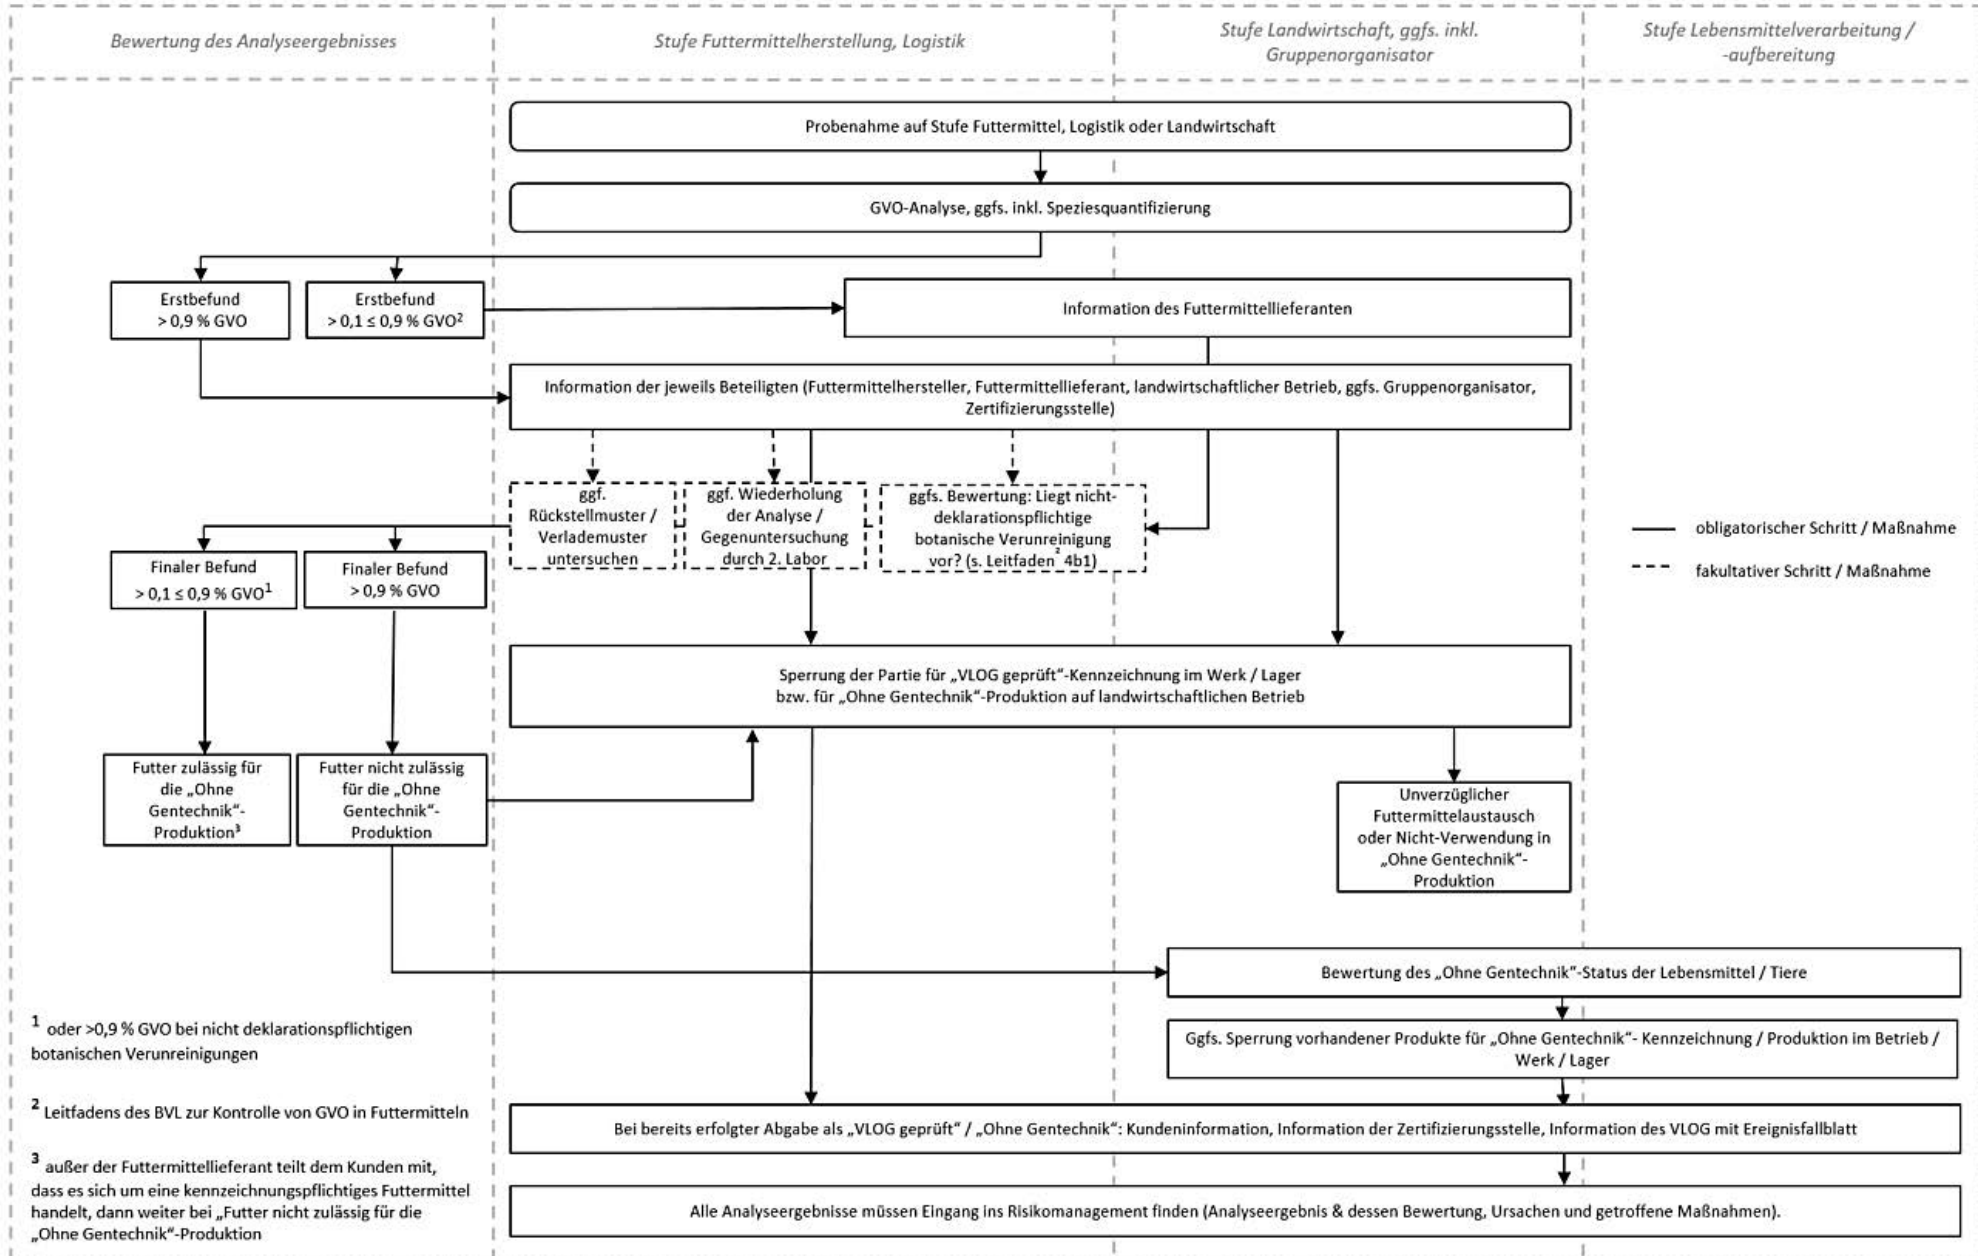 Bewertung des Analyseergebnisses
Stufe Futtermittelherstellung, Logistik
Stufe Landwirtschaft, ggfs. inkl.
Gruppenorganisator
Stufe Lebensmittelverarbeitung /
-aufbereitung
Probenahme auf Stufe Futtermittel, Logistik oder Landwirtschaft
GVO-Analyse, ggfs. inkl. Speziesquantifizierung
Erstbefund
> 0,9 % GVO
Erstbefund
> 0,1 ≤ 0,9 % GVO²
Information des Futtermittellieferanten
Information der jeweils Beteiligten (Futtermittelhersteller, Futtermittellieferant, landwirtschaftlicher Betrieb, ggfs. Gruppenorganisator,
Zertifizierungsstelle)
ggf.
Rückstellmuster /
Verlademuster
untersuchen
ggf. Wiederholung
der Analyse /
Gegenuntersuchung
durch 2. Labor
ggfs. Bewertung: Liegt nicht-
deklarationspflichtige
botanische Verunreinigung
vor? (s. Leitfaden² 4b1)
obligatorischer Schritt / Maßnahme
fakultativer Schritt / Maßnahme
Finaler Befund
> 0,1 ≤ 0,9 % GVO¹
Finaler Befund
> 0,9 % GVO
Sperrung der Partie für „VLOG geprüft“-Kennzeichnung im Werk / Lager
bzw. für „Ohne Gentechnik“-Produktion auf landwirtschaftlichen Betrieb
Futter zulässig für
die „Ohne
Gentechnik“-
Produktion³
Futter nicht zulässig
für die „Ohne
Gentechnik“-
Produktion
Unverzüglicher
Futtermittelaustausch
oder Nicht-Verwendung in
„Ohne Gentechnik“-
Produktion
Bewertung des „Ohne Gentechnik“-Status der Lebensmittel / Tiere
Ggfs. Sperrung vorhandener Produkte für „Ohne Gentechnik“- Kennzeichnung / Produktion im Betrieb /
Werk / Lager
Bei bereits erfolgter Abgabe als „VLOG geprüft“ / „Ohne Gentechnik“: Kundeninformation, Information der Zertifizierungsstelle, Information des VLOG mit Ereignisfallblatt
Alle Analyseergebnisse müssen Eingang ins Risikomanagement finden (Analyseergebnis & dessen Bewertung, Ursachen und getroffene Maßnahmen).
¹ oder >0,9 % GVO bei nicht deklarationspflichtigen
botanischen Verunreinigungen
² Leitfadens des BVL zur Kontrolle von GVO in Futtermitteln
³ außer der Futtermittellieferant teilt dem Kunden mit,
dass es sich um eine kennzeichnungspflichtiges Futtermittel
handelt, dann weiter bei „Futter nicht zulässig für die
„Ohne Gentechnik“-Produktion